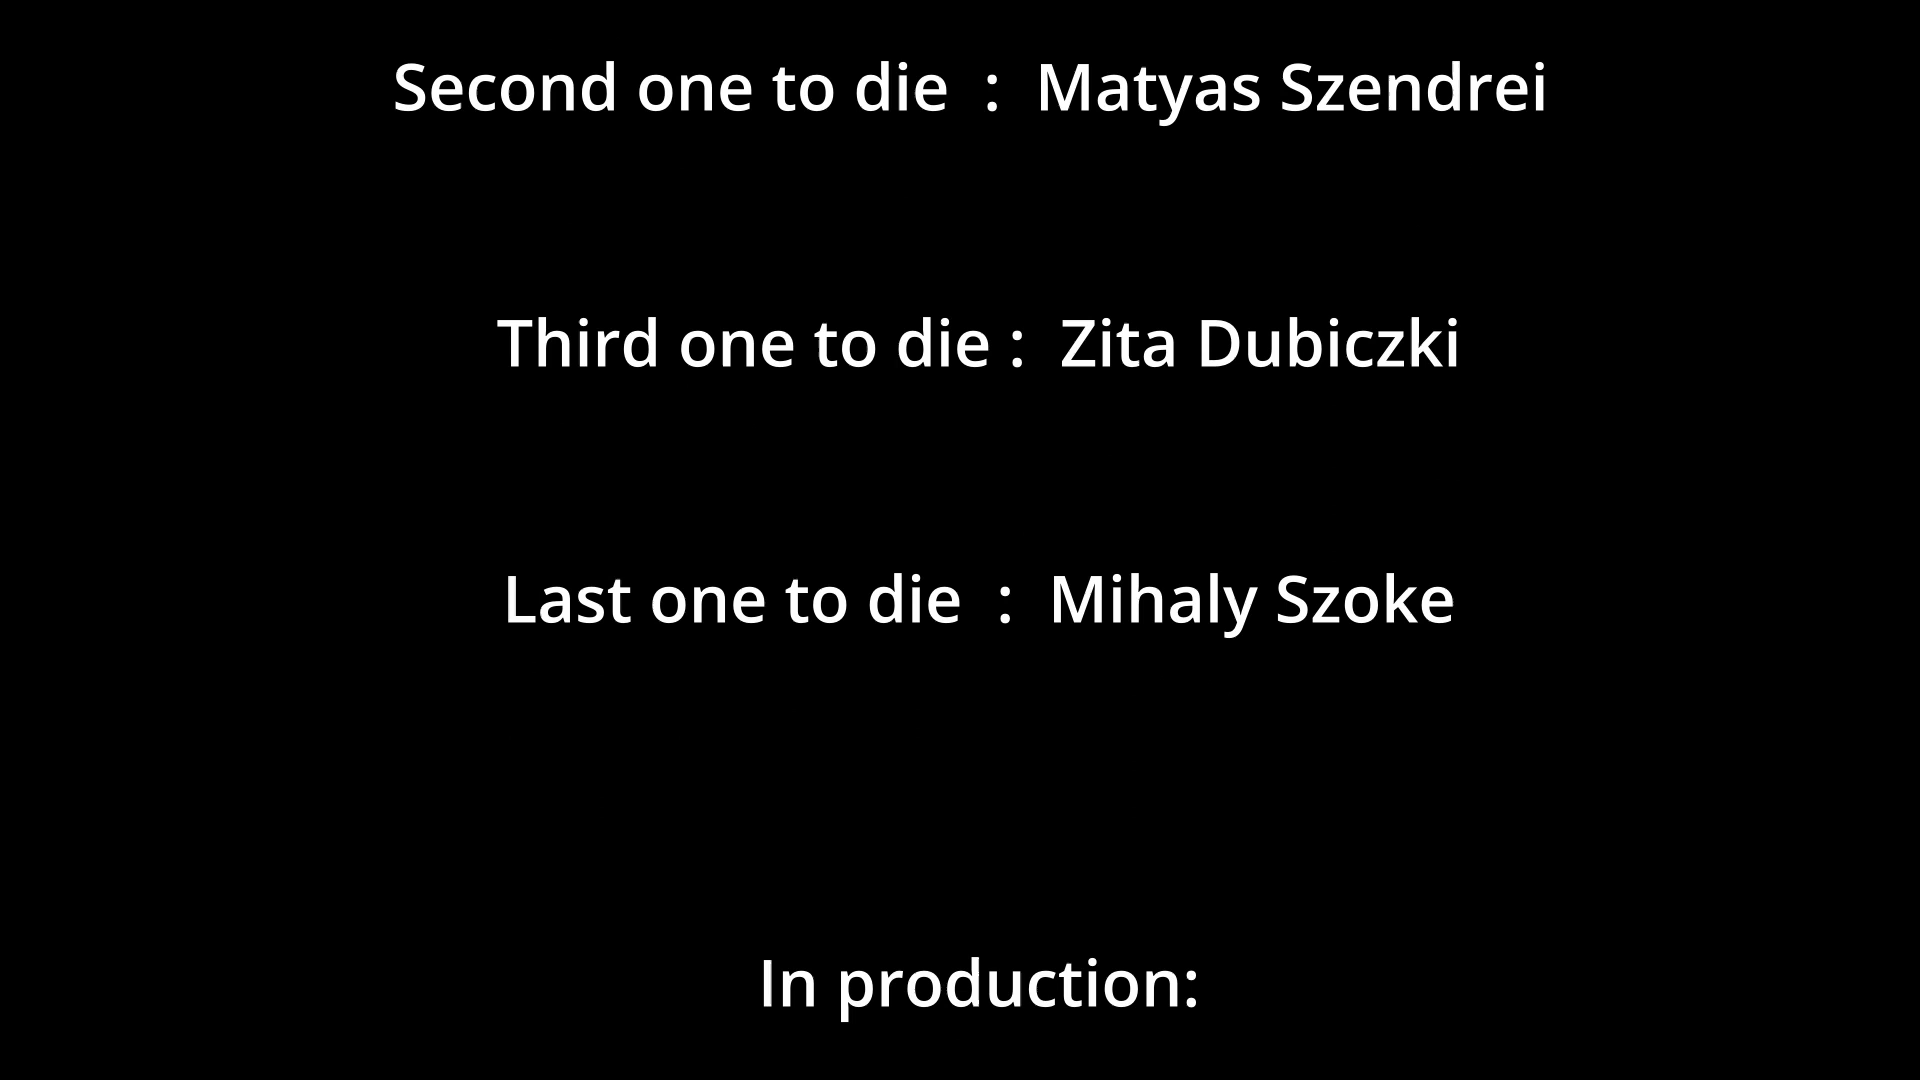 Second one to die : Matyas Szendrei
Third one to die : Zita Dubiczki
Last one to die : Mihaly Szoke
In production: